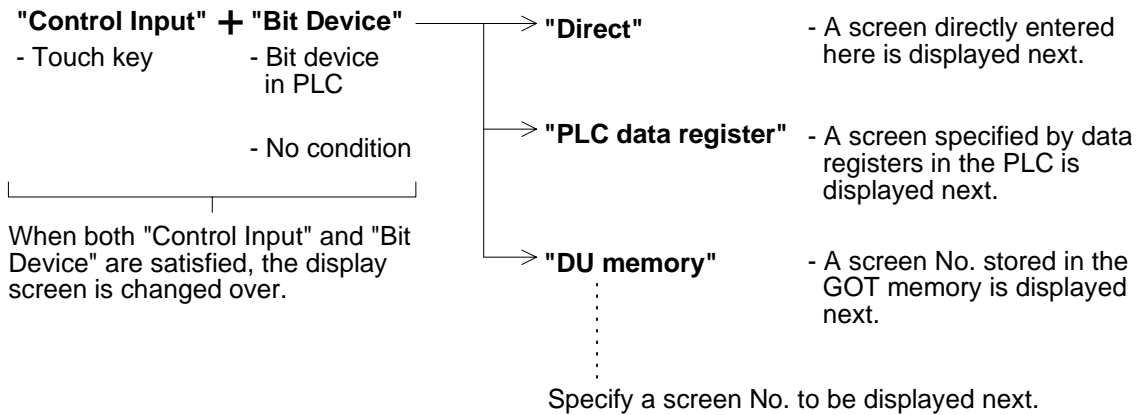 "Control Input" + "Bit Device"
- Touch key
- Bit device
in PLC
- No condition
When both "Control Input" and "Bit
Device" are satisfied, the display
screen is changed over.
"Direct"
- A screen directly entered
here is displayed next.
"PLC data register"
- A screen specified by data
registers in the PLC is
displayed next.
"DU memory"
- A screen No. stored in the
GOT memory is displayed
next.
Specify a screen No. to be displayed next.